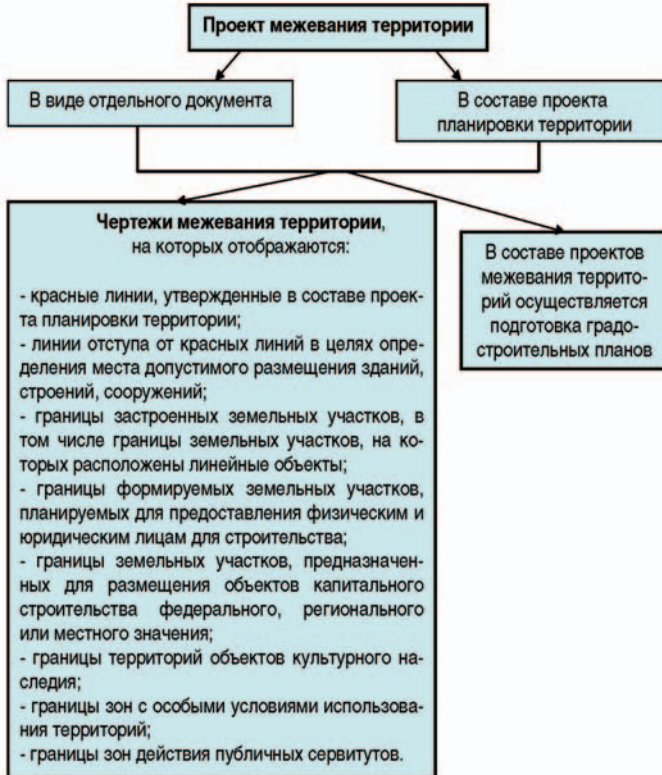 Проект межевания территории
В виде отдельного документа
В составе проекта
планировки территории
Чертежи межевания территории,
на которых отображаются:
- красные линии, утвержденные в составе проек-
та планировки территории;
- линии отступа от красных линий в целях опре-
деления места допустимого размещения зданий,
строений, сооружений;
- границы застроенных земельных участков, в
том числе границы земельных участков, на ко-
торых расположены линейные объекты;
- границы формируемых земельных участков,
планируемых для предоставления физическим и
юридическим лицам для строительства;
- границы земельных участков, предназначен-
ных для размещения объектов капитального
строительства федерального, регионального
или местного значения;
- границы территорий объектов культурного на-
следия;
- границы зон с особыми условиями использова-
ния территорий;
- границы зон действия публичных сервитутов.
В составе проектов
межевания террито-
рий осуществляется
подготовка градо-
строительных планов